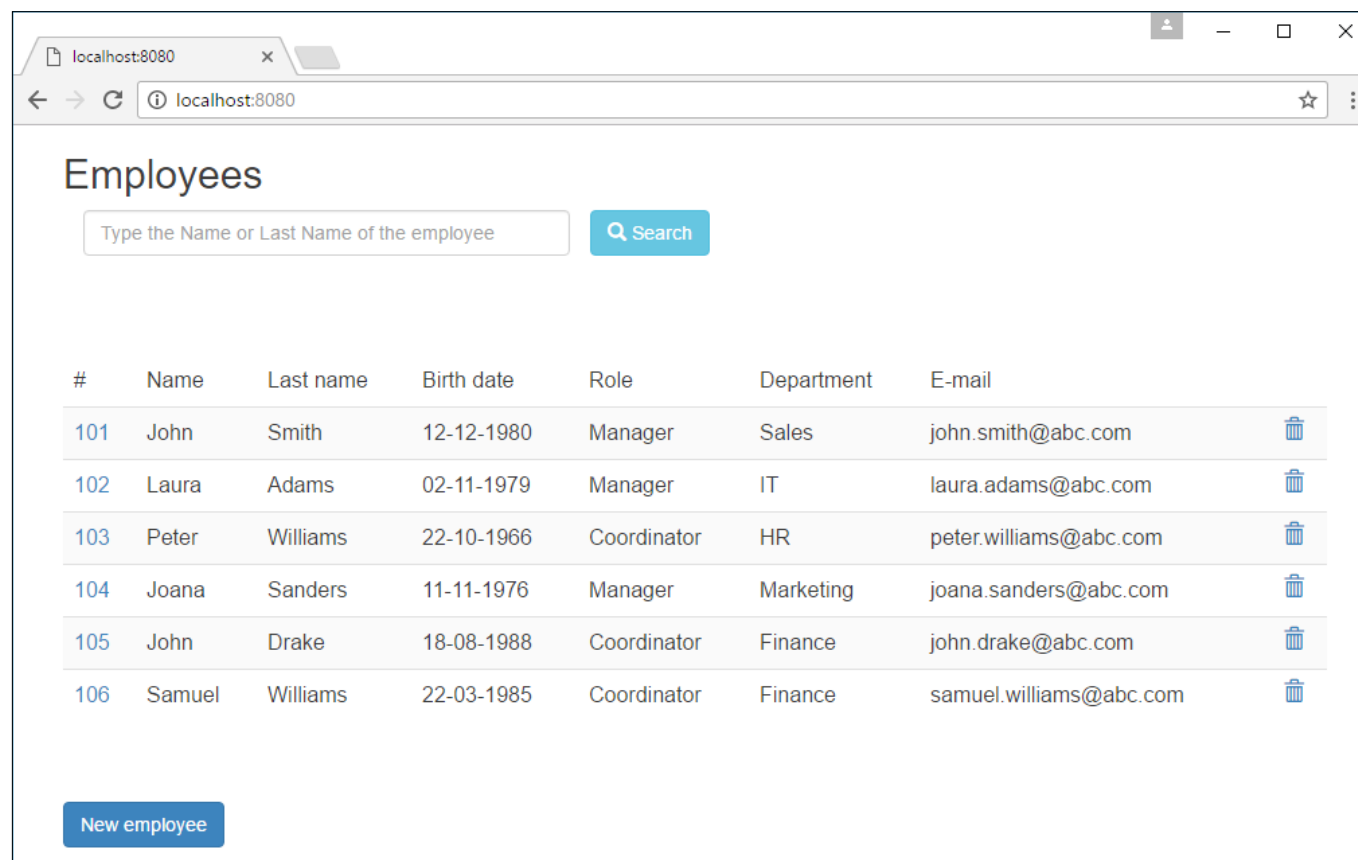 localhost:8080
localhost:8080
Employees
Type the Name or Last Name of the employee Search
# Name Last name Birth date Role Department E-mail
101 John Smith 12-12-1980 Manager Sales john.smith@abc.com
102 Laura Adams 02-11-1979 Manager IT laura.adams@abc.com
103 Peter Williams 22-10-1966 Coordinator HR peter.williams@abc.com
104 Joana Sanders 11-11-1976 Manager Marketing joana.sanders@abc.com
105 John Drake 18-08-1988 Coordinator Finance john.drake@abc.com
106 Samuel Williams 22-03-1985 Coordinator Finance samuel.williams@abc.com
New employee